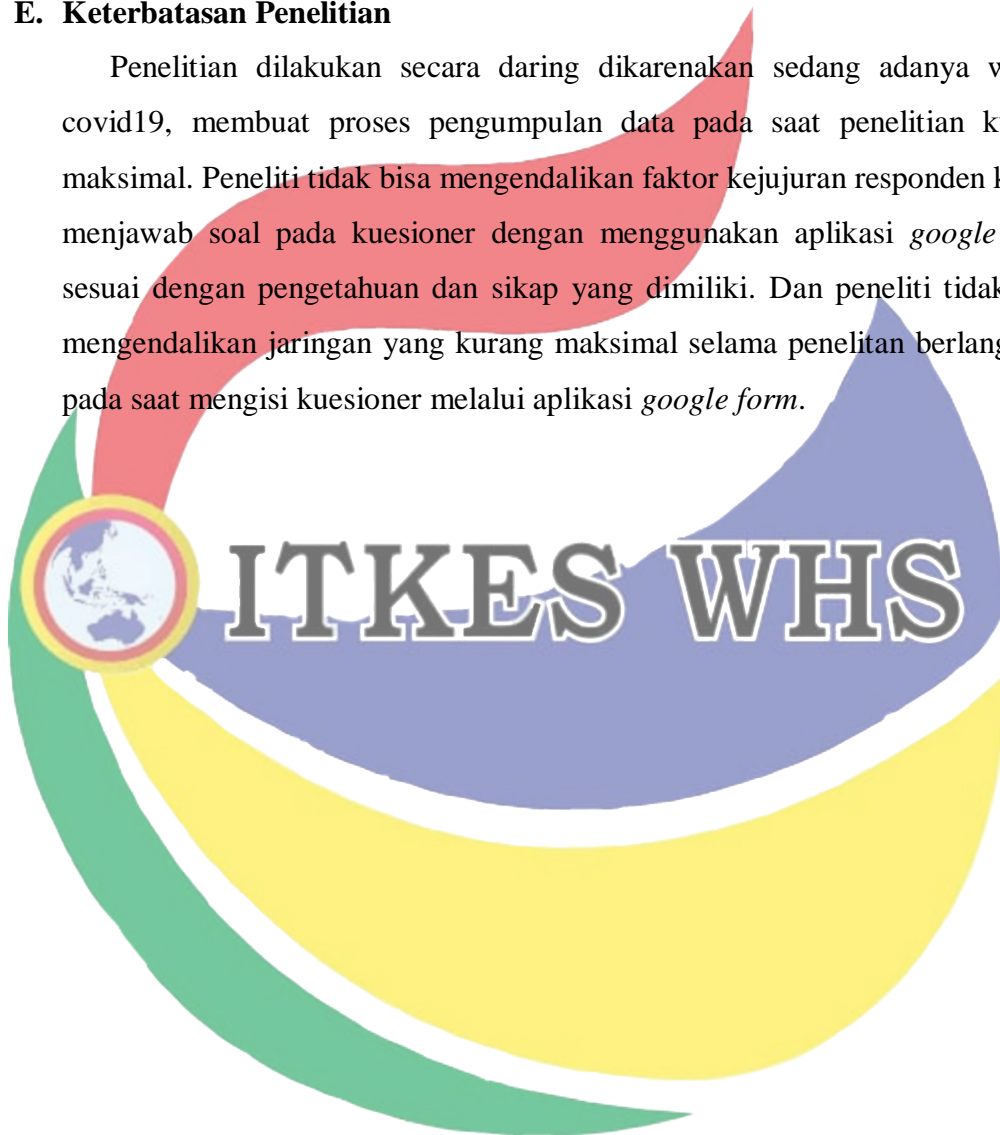 E. Keterbatasan Penelitian
Penelitian dilakukan secara daring dikarenakan sedang adanya w
covid19, membuat proses pengumpulan data pada saat penelitian k
maksimal. Peneliti tidak bisa mengendalikan faktor kejujuran responden k
menjawab soal pada kuesioner dengan menggunakan aplikasi google
sesuai dengan pengetahuan dan sikap yang dimiliki. Dan peneliti tidak
mengendalikan jaringan yang kurang maksimal selama penelitan berlang
pada saat mengisi kuesioner melalui aplikasi google form.
ITKES WHS